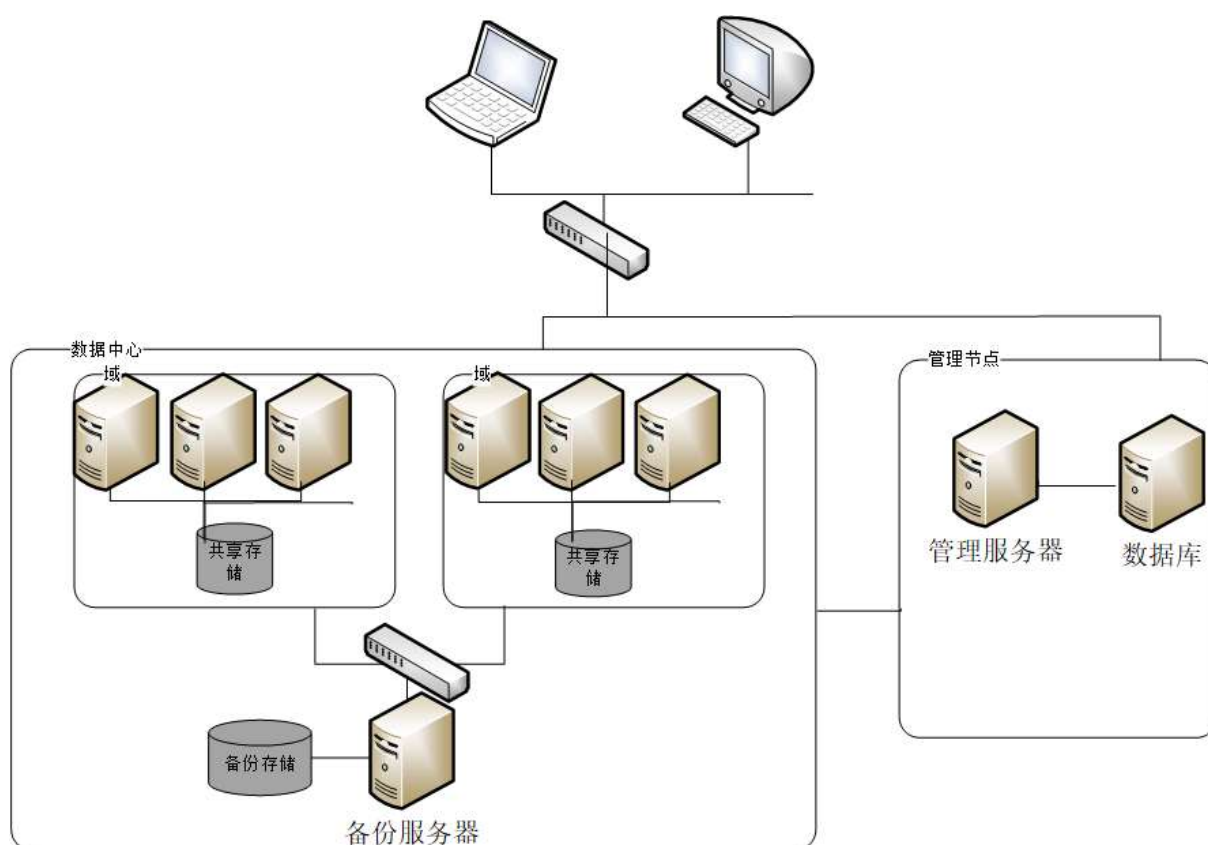 数据中心
管理节点
域
域
共享存
储
共享存
储
管理服务器
数据库
备份存储
备份服务器